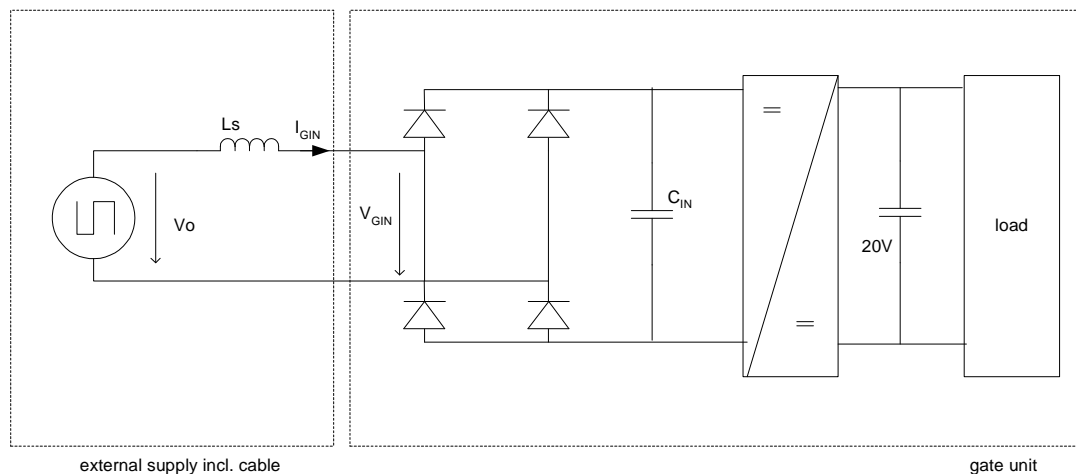 Ls
I_GIN
Vo
V_GIN
C_IN
20V
load
external supply incl. cable
gate unit